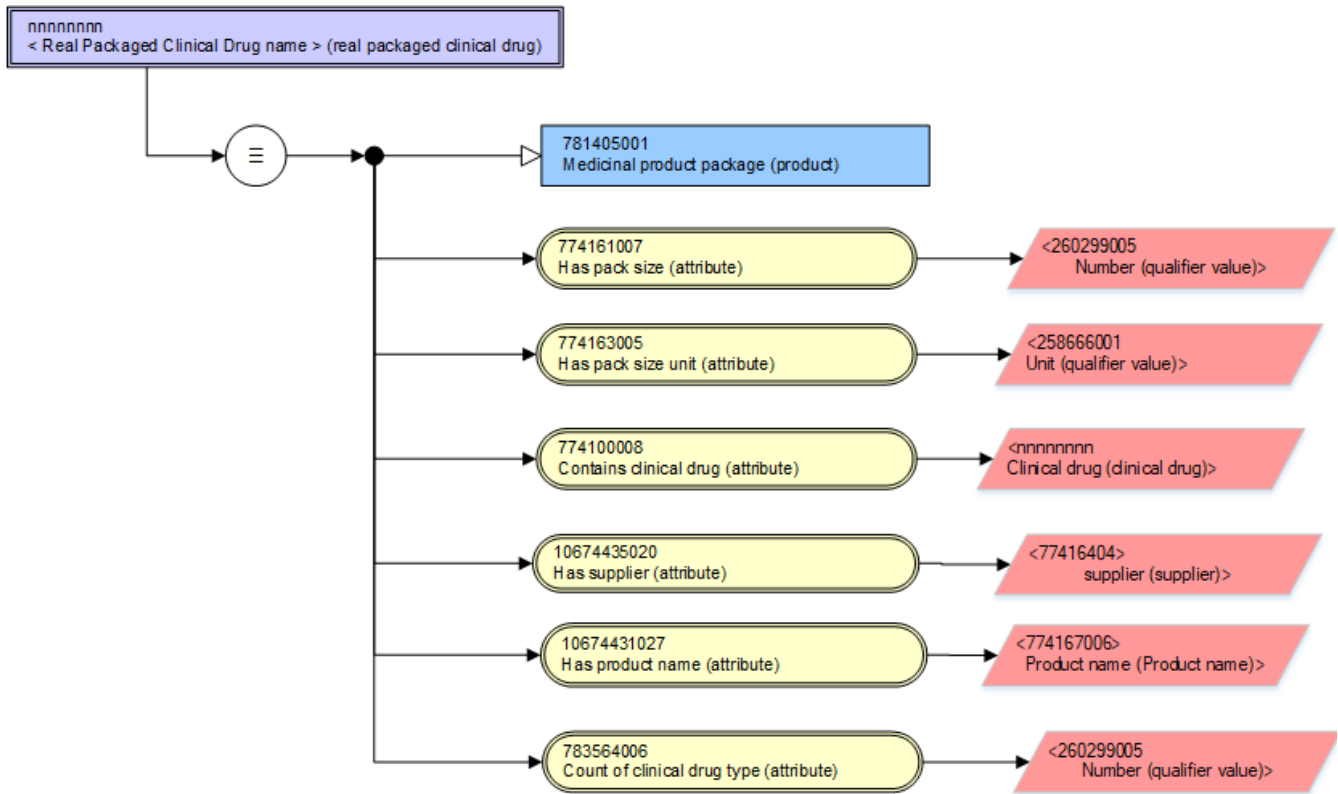 nnnnnnnn
< Real Packaged Clinical Drug name > (real packaged clinical drug)
≡
781405001
Medicinal product package (product)
774161007
Has pack size (attribute)
<260299005
Number (qualifier value)>
774163005
Has pack size unit (attribute)
<258666001
Unit (qualifier value)>
774100008
Contains clinical drug (attribute)
<nnnnnnnn
Clinical drug (clinical drug)>
10674435020
Has supplier (attribute)
<77416404>
supplier (supplier)>
10674431027
Has product name (attribute)
<774167006>
Product name (Product name)>
783564006
Count of clinical drug type (attribute)
<260299005
Number (qualifier value)>